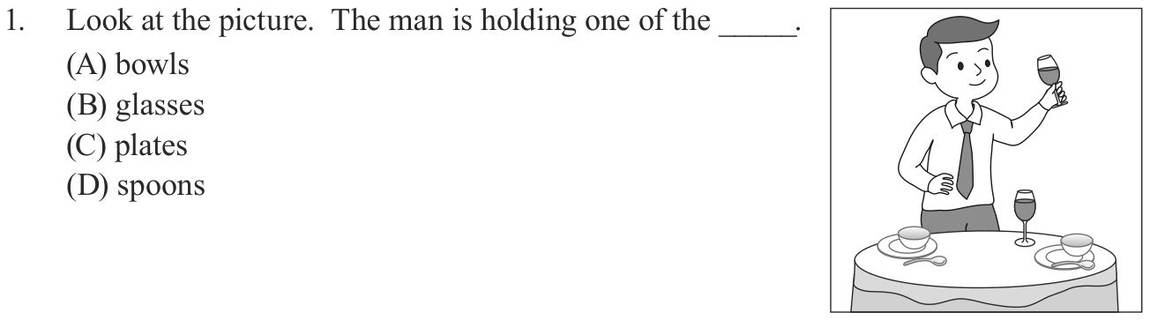 1. Look at the picture. The man is holding one of the _____.
(A) bowls
(B) glasses
(C) plates
(D) spoons